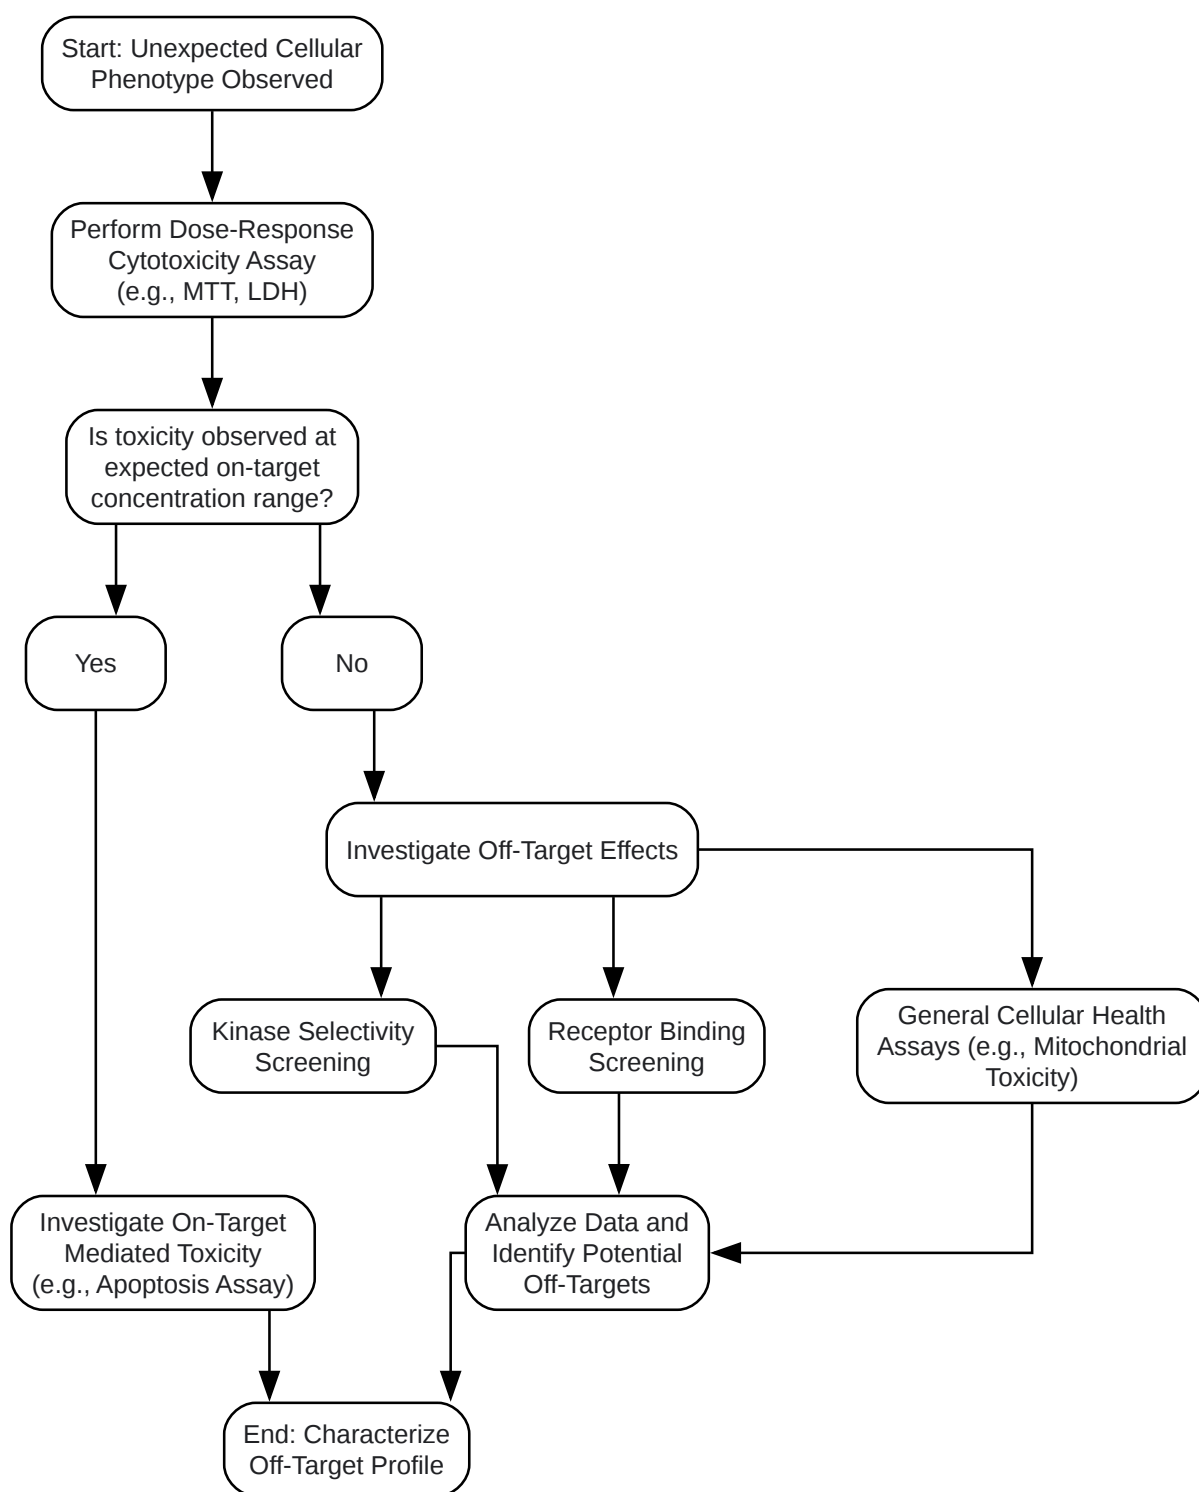 Start: Unexpected Cellular
Phenotype Observed
Perform Dose-Response
Cytotoxicity Assay
(e.g., MTT, LDH)
Is toxicity observed at
expected on-target
concentration range?
Yes
No
Investigate Off-Target Effects
Kinase Selectivity
Screening
Receptor Binding
Screening
General Cellular Health
Assays (e.g., Mitochondrial
Toxicity)
Investigate On-Target
Mediated Toxicity
(e.g., Apoptosis Assay)
Analyze Data and
Identify Potential
Off-Targets
End: Characterize
Off-Target Profile